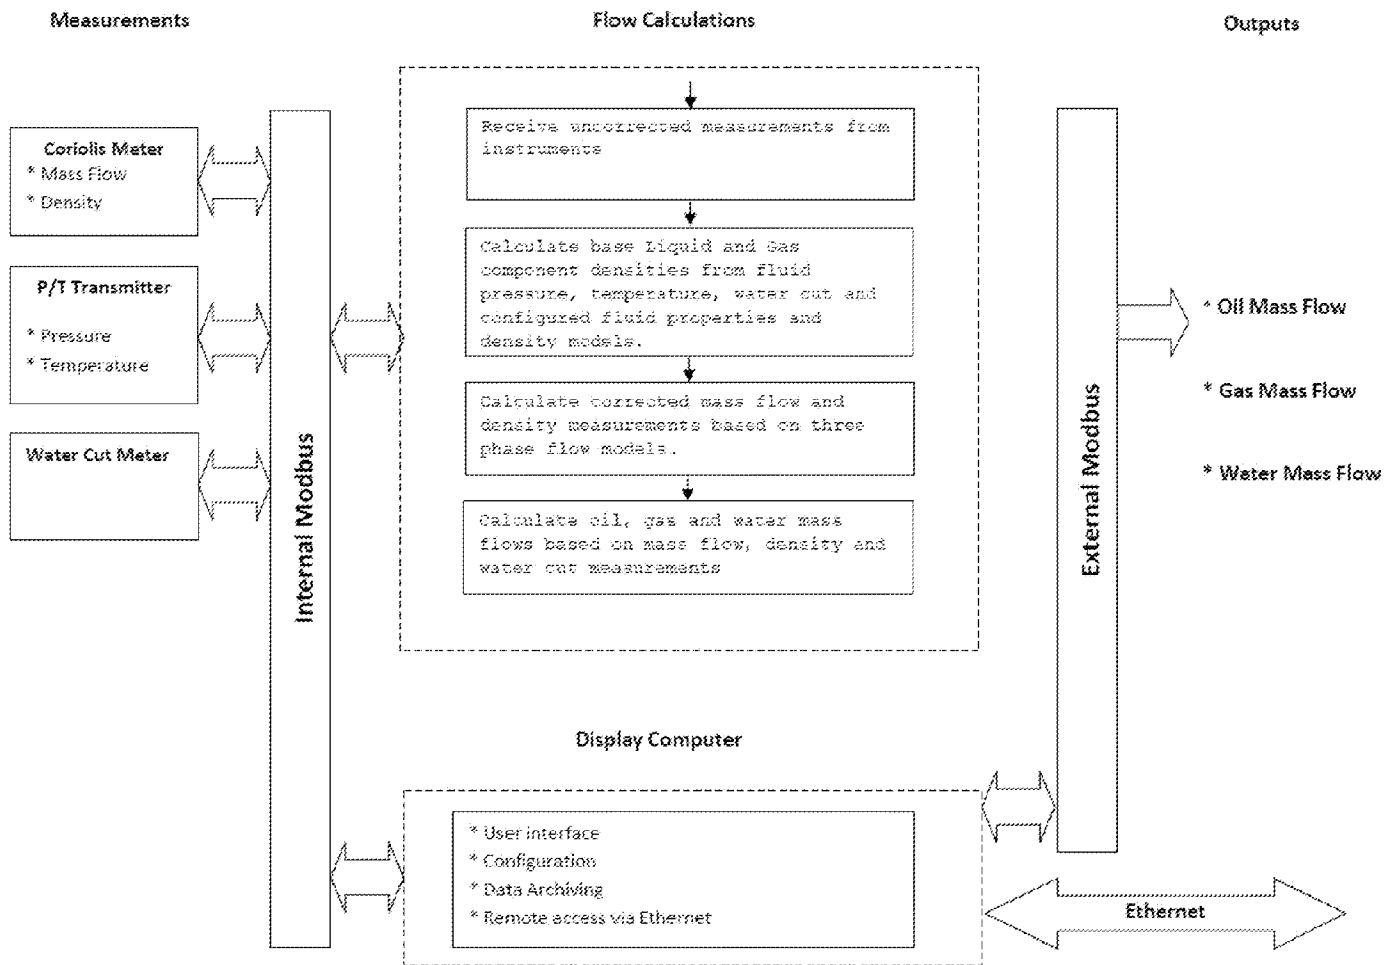 Measurements
Flow Calculations
Outputs
Coriolis Meter
* Mass Flow
* Density
P/T Transmitter
* Pressure
* Temperature
Water Cut Meter
Internal Modbus
Receive uncorrected measurements from
instruments
Calculate base Liquid and Gas
component densities from fluid
pressure, temperature, water cut and
configured fluid properties and
density models.
Calculate corrected mass flow and
density measurements based on three
phase flow models.
Calculate oil, gas and water mass
flows based on mass flow, density and
water cut measurements
External Modbus
* Oil Mass Flow
* Gas Mass Flow
* Water Mass Flow
Display Computer
* User interface
* Configuration
* Data Archiving
* Remote access via Ethernet
Ethernet